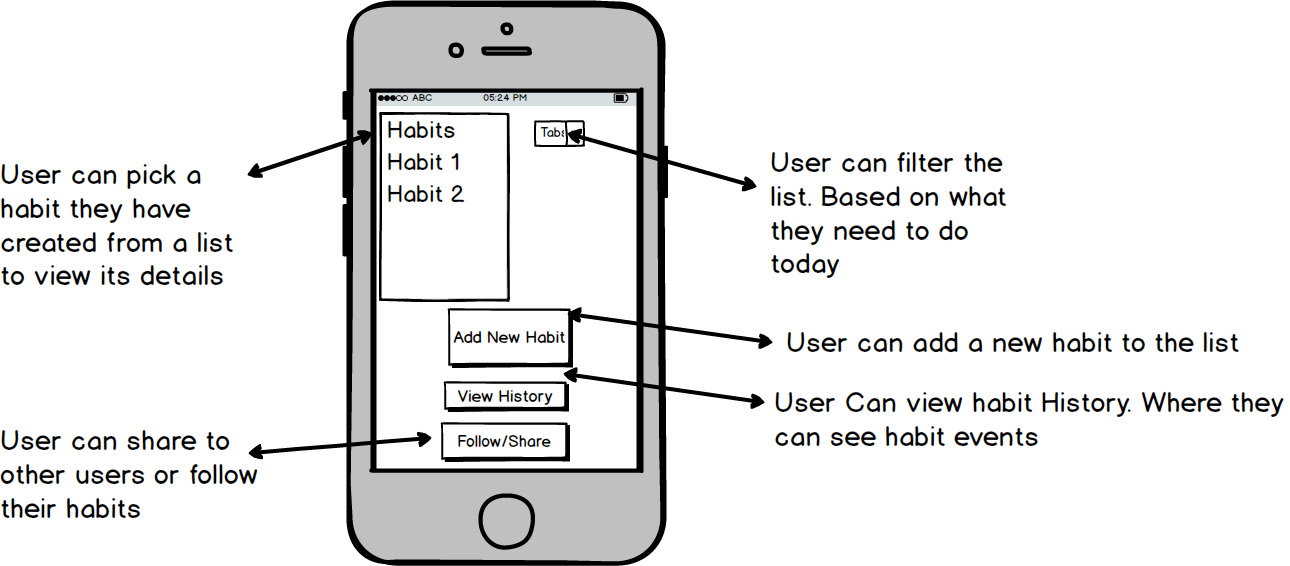 ABC 05:24 PM
Habits
Habit 1
Habit 2
Tabs
User can pick a
habit they have
created from a list
to view its details
User can filter the
list. Based on what
they need to do
today
Add New Habit
User can add a new habit to the list
View History
User Can view habit History. Where they
can see habit events
Follow/Share
User can share to
other users or follow
their habits